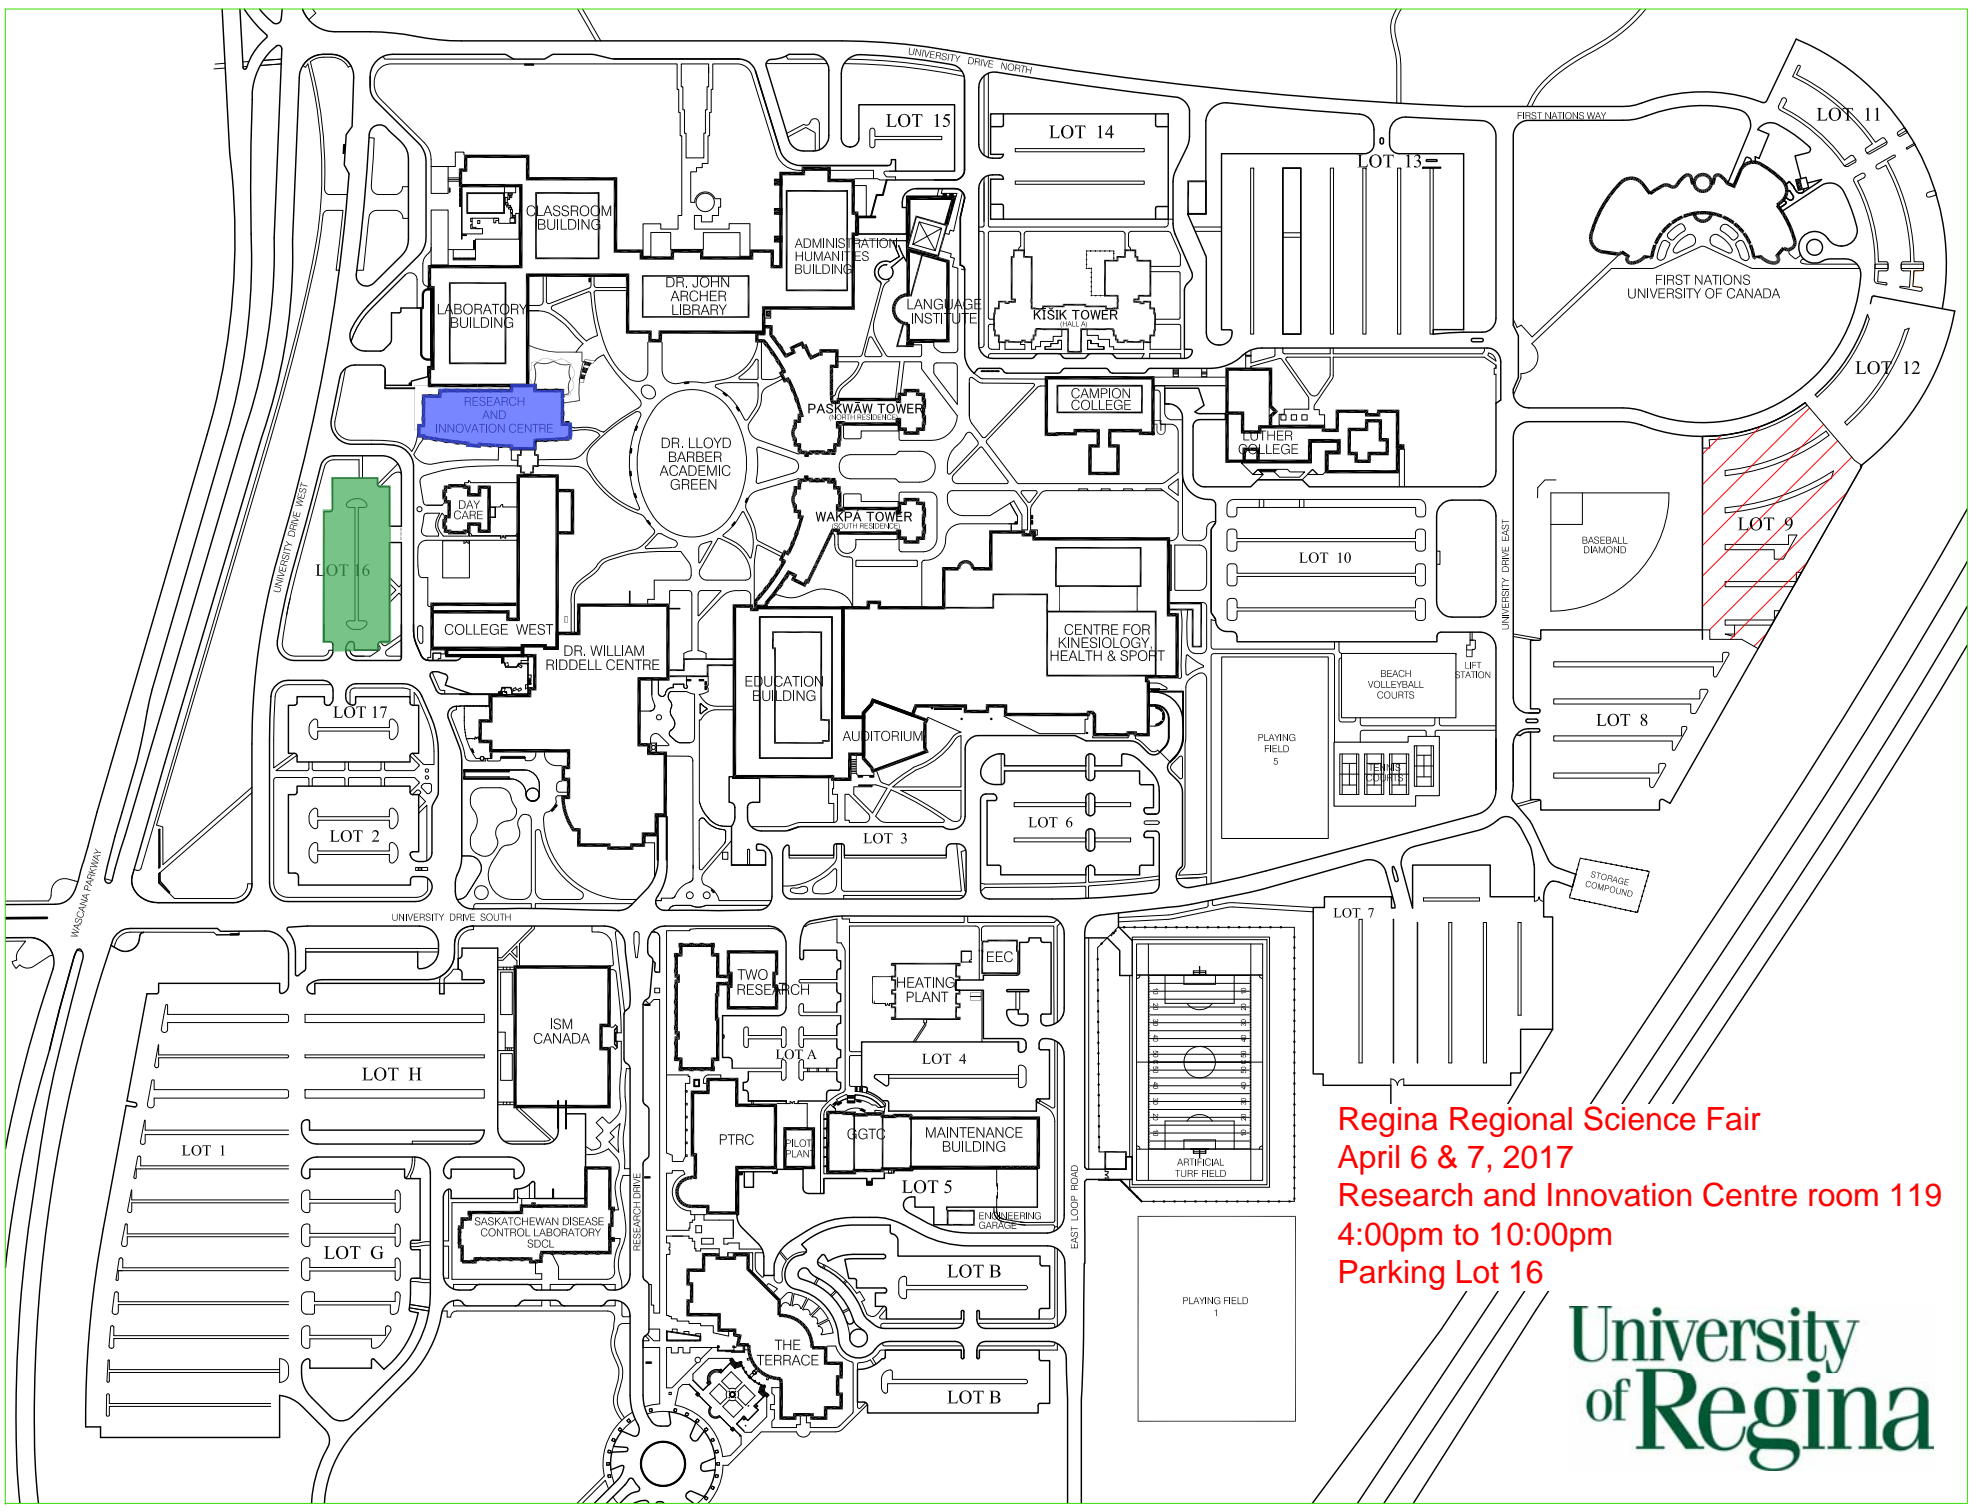 UNIVERSITY DRIVE NORTH
FIRST NATIONS WAY
LOT 11
LOT 15
LOT 14
LOT 13
CLASSROOM
BUILDING
ADMINISTRATION
HUMANITIES
BUILDING
DR. JOHN
ARCHER
LIBRARY
LABORATORY
BUILDING
LANGUAGE
INSTITUTE
KĪSIK TOWER
(HALL A)
FIRST NATIONS
UNIVERSITY OF CANADA
LOT 12
RESEARCH
AND
INNOVATION CENTRE
PASKWĀW TOWER
(NORTH RESIDENCE)
CAMPION
COLLEGE
LUTHER
COLLEGE
DR. LLOYD
BARBER
ACADEMIC
GREEN
UNIVERSITY DRIVE WEST
DAY
CARE
WAKPÁ TOWER
(SOUTH RESIDENCE)
LOT 16
LOT 10
UNIVERSITY DRIVE EAST
BASEBALL
DIAMOND
LOT 9
COLLEGE WEST
DR. WILLIAM
RIDDELL CENTRE
CENTRE FOR
KINESIOLOGY,
HEALTH & SPORT
EDUCATION
BUILDING
BEACH
VOLLEYBALL
COURTS
LIFT
STATION
LOT 17
LOT 8
AUDITORIUM
PLAYING
FIELD
5
TENNIS
COURTS
LOT 2
LOT 3
LOT 6
WASCANA PARKWAY
STORAGE
COMPOUND
UNIVERSITY DRIVE SOUTH
LOT 7
TWO
RESEARCH
HEATING
PLANT
EEC
ISM
CANADA
LOT A
LOT 4
LOT H
LOT 1
PTRC
PILOT
PLANT
GGTC
MAINTENANCE
BUILDING
ARTIFICIAL
TURF FIELD
LOT 5
ENGINEERING
GARAGE
RESEARCH DRIVE
EAST LOOP ROAD
SASKATCHEWAN DISEASE
CONTROL LABORATORY
SDCL
LOT G
LOT B
PLAYING FIELD
1
THE
TERRACE
LOT B
Regina Regional Science Fair
April 6 & 7, 2017
Research and Innovation Centre room 119
4:00pm to 10:00pm
Parking Lot 16
University
of Regina